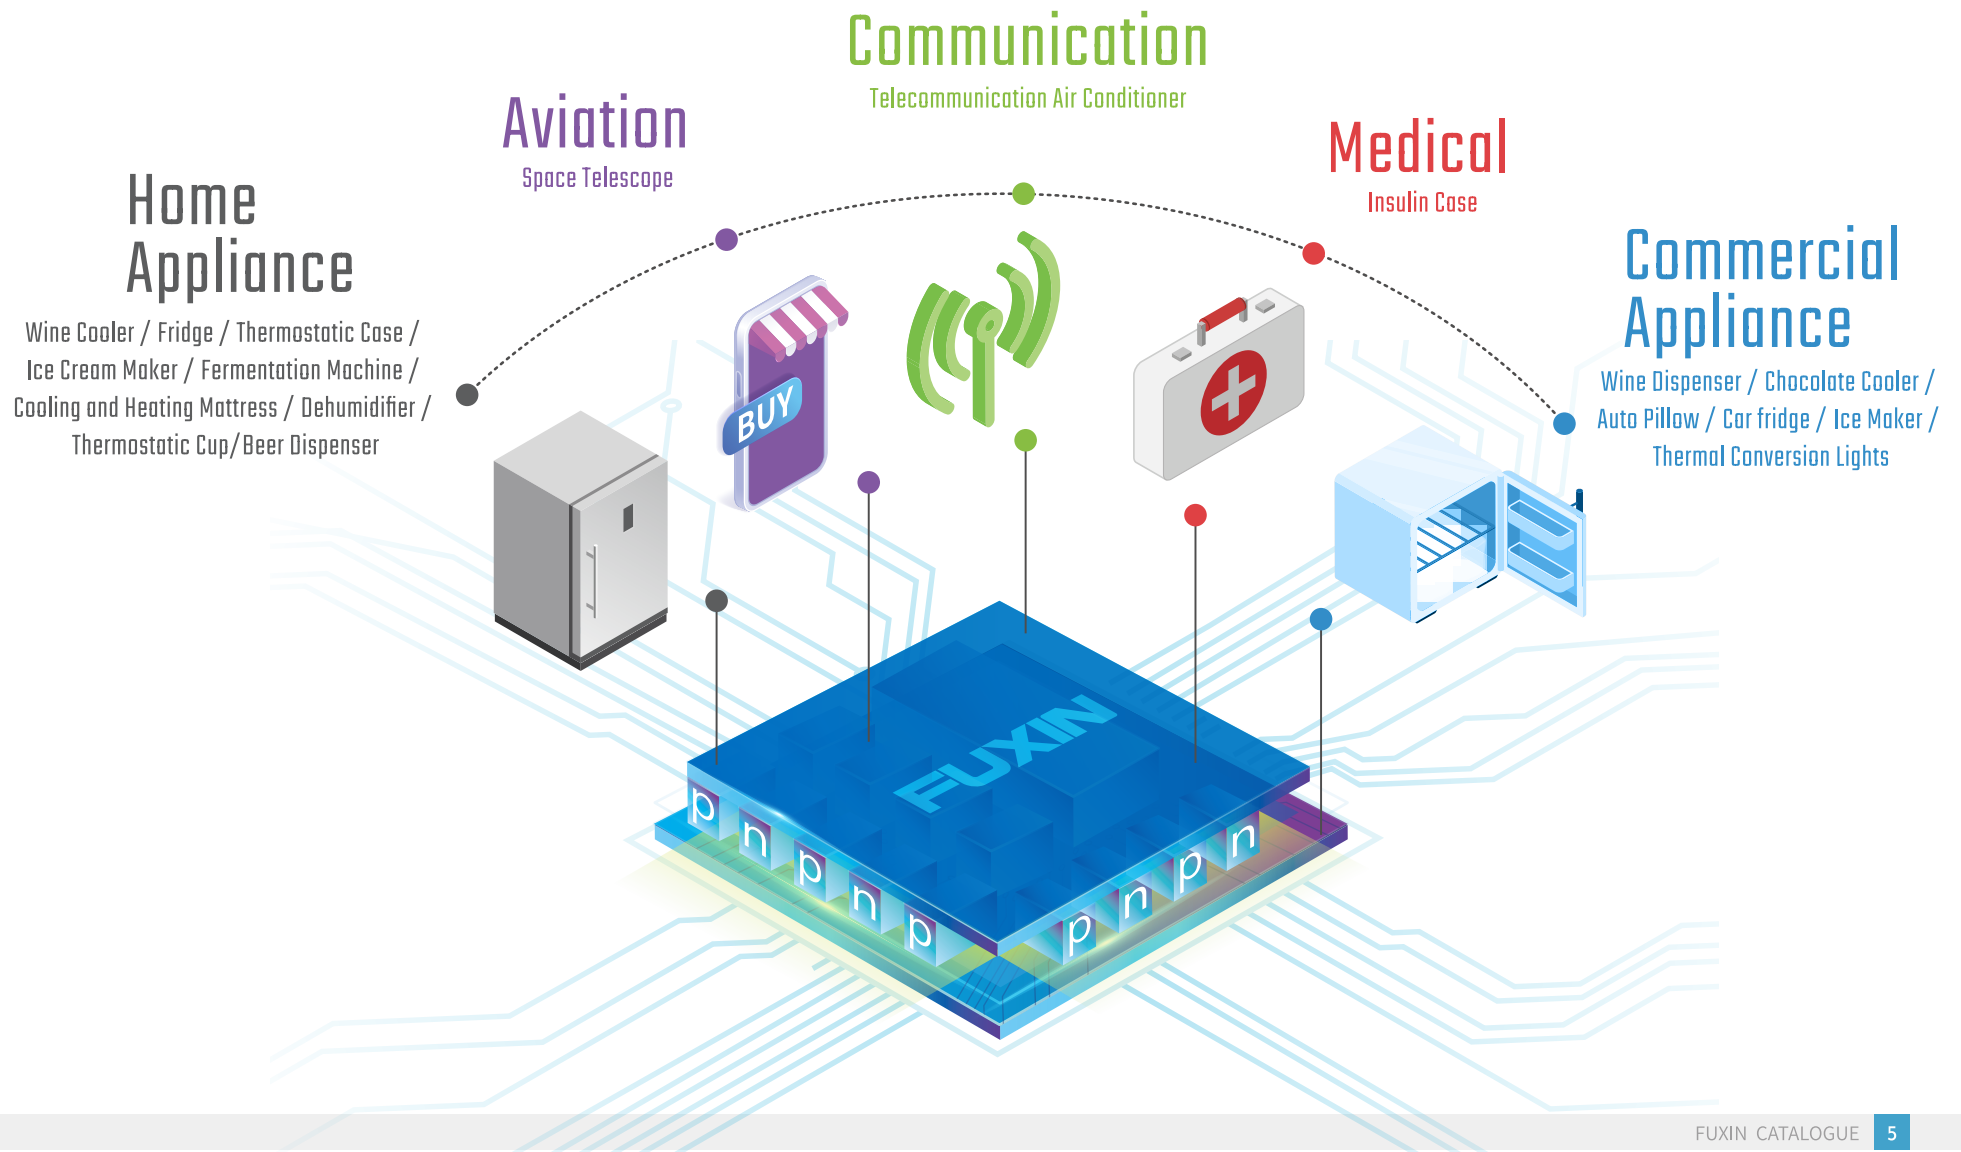 Communication
Telecommunication Air Conditioner
Aviation
Space Telescope
Medical
Insulin Case
Home
Appliance
Wine Cooler / Fridge / Thermostatic Case /
Ice Cream Maker / Fermentation Machine /
Cooling and Heating Mattress / Dehumidifier /
Thermostatic Cup/Beer Dispenser
Commercial
Appliance
Wine Dispenser / Chocolate Cooler /
Auto Pillow / Car fridge / Ice Maker /
Thermal Conversion Lights
BUY
FUXIN
p n p n p
p n p n
FUXIN CATALOGUE 5